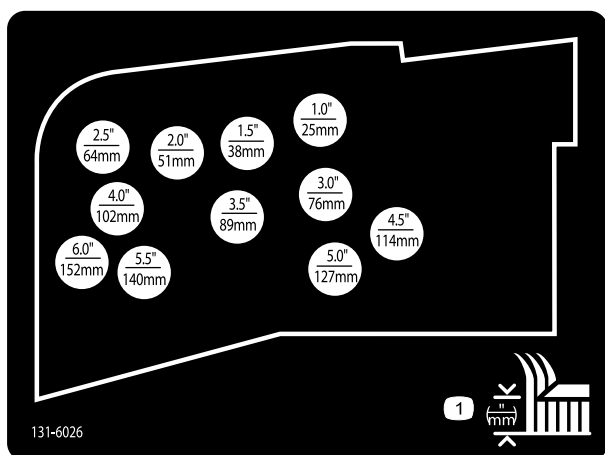 1.0"
25mm
1.5"
38mm
2.0"
51mm
2.5"
64mm
3.0"
76mm
3.5"
89mm
4.0"
102mm
4.5"
114mm
5.0"
127mm
5.5"
140mm
6.0"
152mm
1
"
(mm)
131-6026